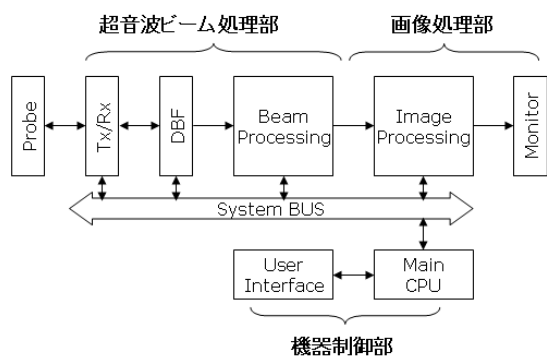 超音波ビーム処理部
画像処理部
Probe
Tx/Rx
DBF
Beam
Processing
Image
Processing
Monitor
System BUS
User
Interface
Main
CPU
機器制御部